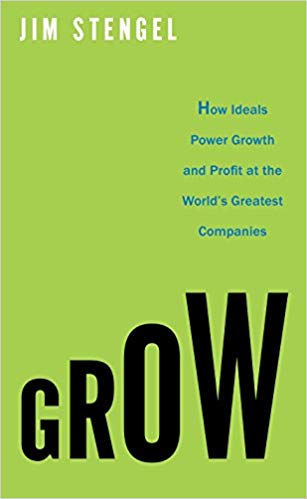 JIM STENGEL
How Ideals
Power Growth
and Profit at the
World's Greatest
Companies
GROW